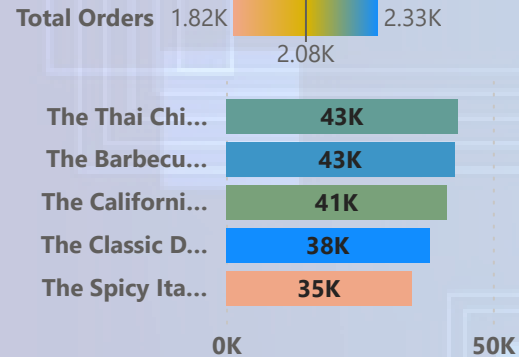 Total Orders 1.82K 2.33K
2.08K
The Thai Chi... 43K
The Barbecu... 43K
The Californi... 41K
The Classic D... 38K
The Spicy Ita... 35K
0K 50K